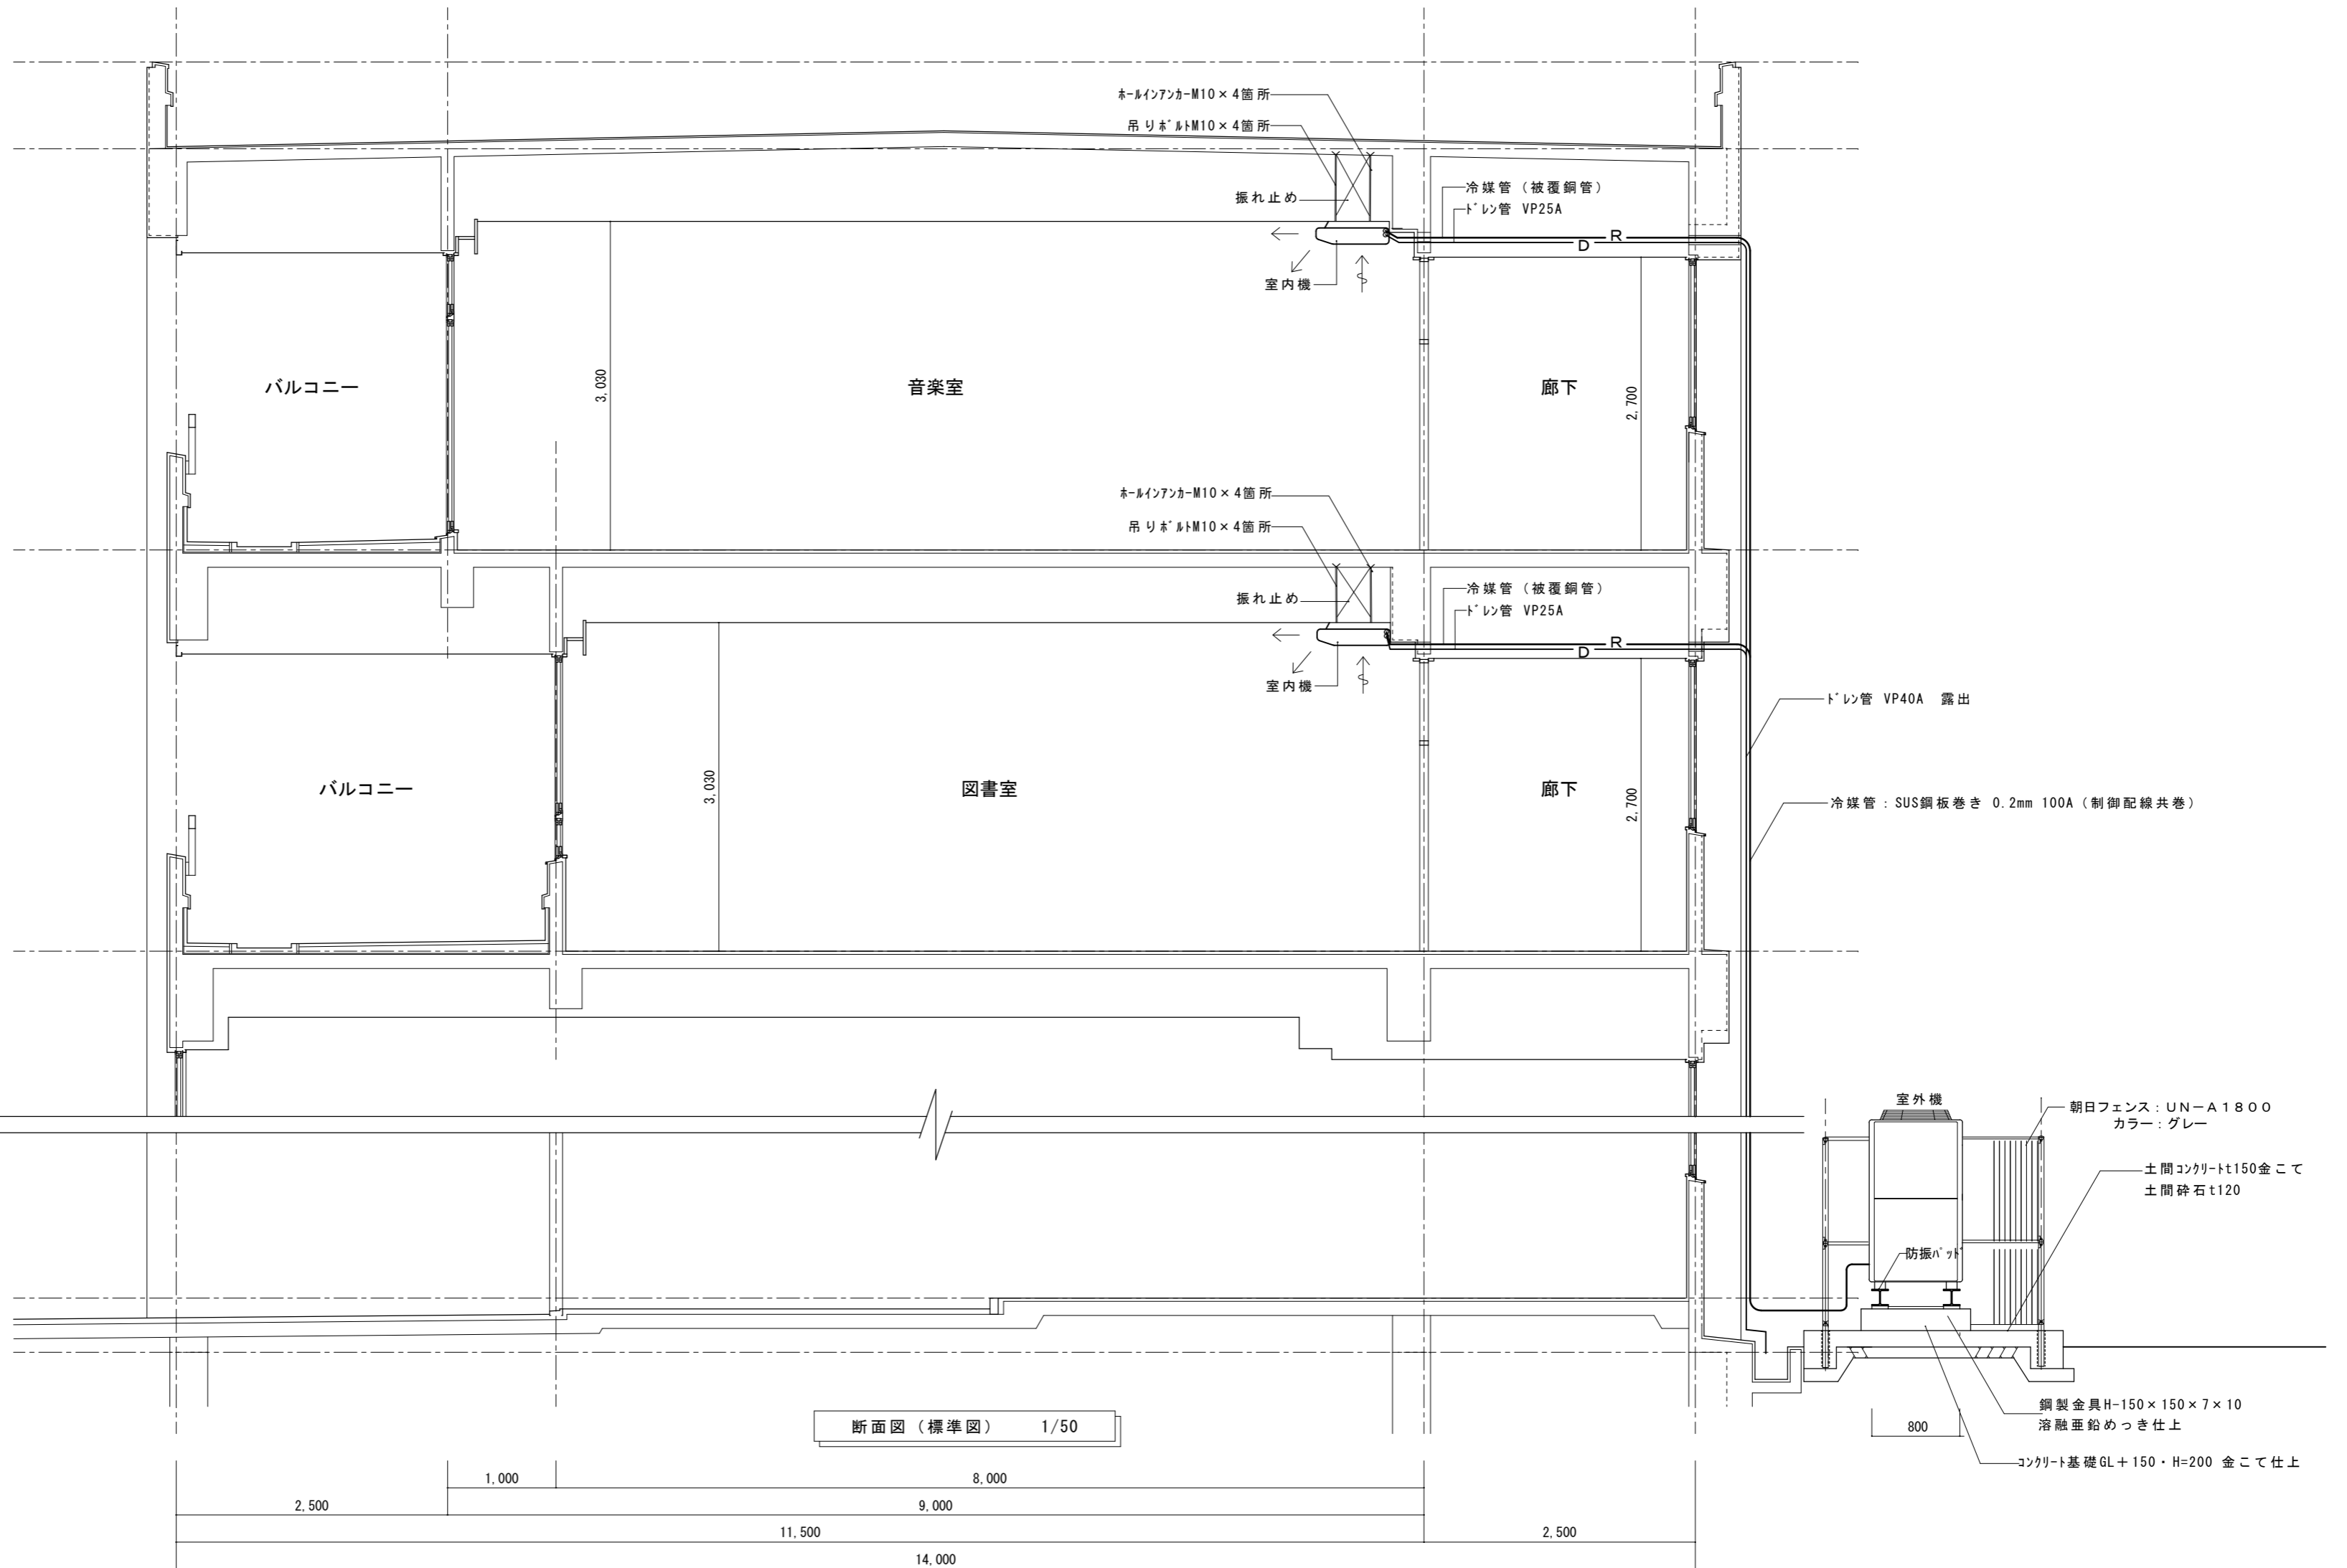 ホールインアンカーM10×4箇所
吊りボルトM10×4箇所
振れ止め
冷媒管（被覆銅管）
ドレン管 VP25A
R
D
室内機
バルコニー
3,030
音楽室
廊下
2,700
ホールインアンカーM10×4箇所
吊りボルトM10×4箇所
振れ止め
冷媒管（被覆銅管）
ドレン管 VP25A
R
D
室内機
ドレン管 VP40A 露出
バルコニー
3,030
図書室
廊下
2,700
冷媒管：SUS鋼板巻き 0.2mm 100A（制御配線共巻）
室外機
朝日フェンス：UN－A1800
カラー：グレー
土間コンクリートt150金こて
土間砕石t120
防振パッド
鋼製金具H-150×150×7×10
溶融亜鉛めっき仕上
800
コンクリート基礎GL＋150・H=200 金こて仕上
断面図（標準図） 1/50
1,000
8,000
2,500
9,000
11,500
2,500
14,000